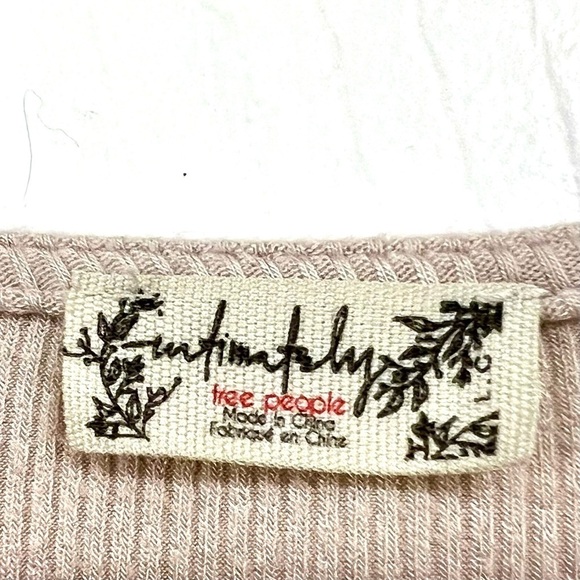 intimately
free people
Made in China
Fabriqué en Chine